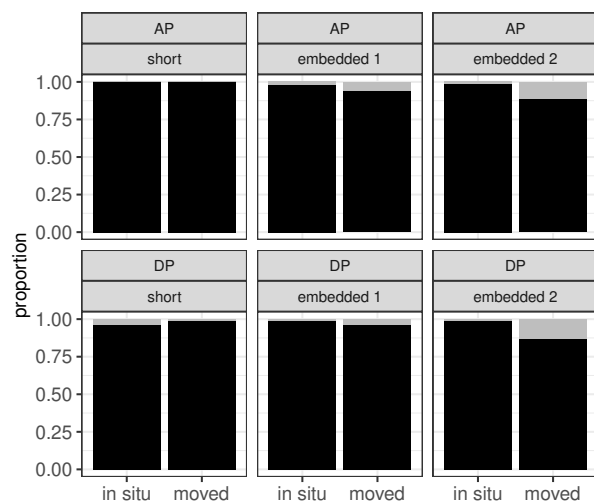 AP AP AP
short embedded 1 embedded 2
1.00
0.75
0.50
0.25
0.00
proportion
DP DP DP
short embedded 1 embedded 2
1.00
0.75
0.50
0.25
0.00
in situ moved in situ moved in situ moved